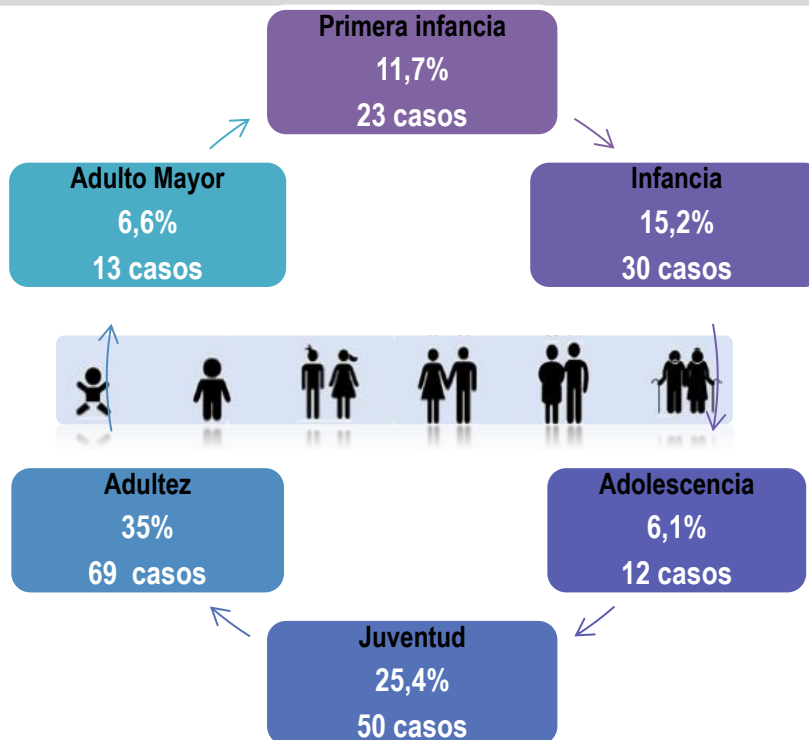 Primera infancia
11,7%
23 casos
Infancia
15,2%
30 casos
Adolescencia
6,1%
12 casos
Juventud
25,4%
50 casos
Adultez
35%
69 casos
Adulto Mayor
6,6%
13 casos